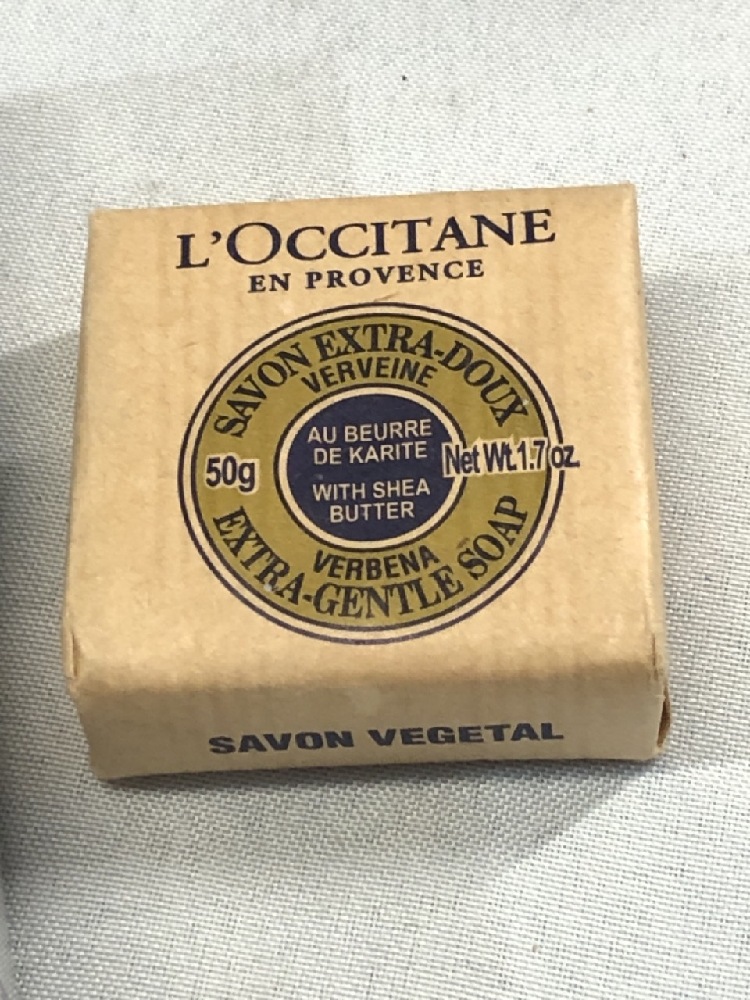 L'OCCITANE
EN PROVENCE
SAVON EXTRA-DOUX
VERVEINE
AU BEURRE
DE KARITE
50g
Net Wt.1.7 oz.
WITH SHEA
BUTTER
VERBENA
EXTRA-GENTLE SOAP
SAVON VEGETAL